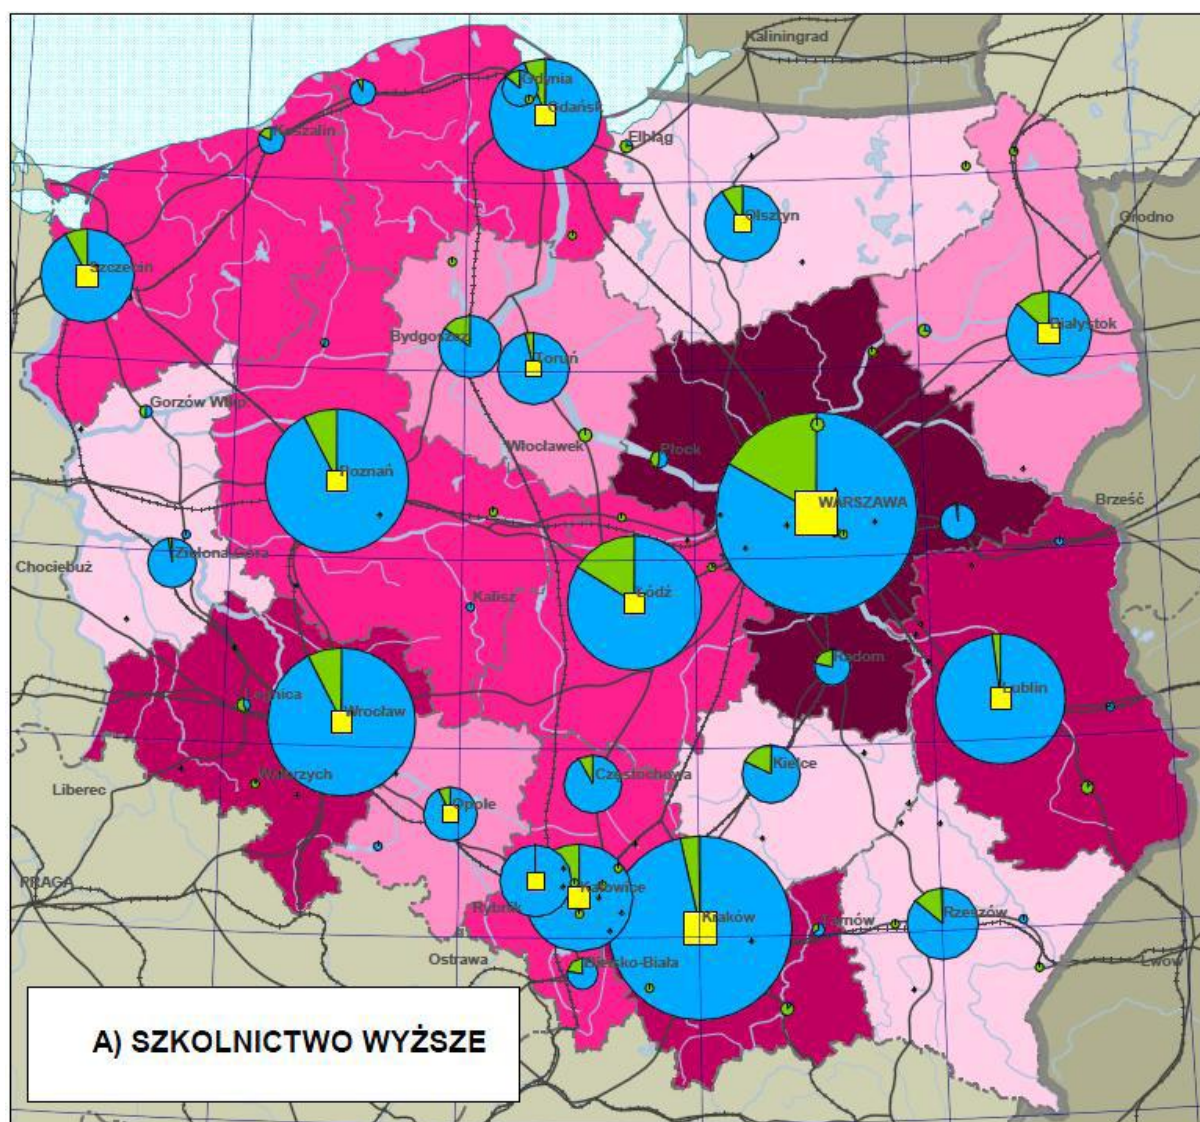 Kaliningrad
Gdynia
Gdańsk
Koszalin
Elbląg
Olsztyn
Grodno
Szczecin
Białystok
Bydgoszcz
Toruń
Gorzów Wlkp.
Włocławek
Płock
Poznań
WARSZAWA
Brześć
Zielona Góra
Chociebuż
Łódź
Kalisz
Radom
Lublin
Legnica
Wrocław
Wałbrzych
Liberec
Częstochowa
Kielce
Opole
PRAGA
Katowice
Rybnik
Kraków
Tarnów
Rzeszów
Ostrawa
Bielsko-Biała
Lwów
A) SZKOLNICTWO WYŻSZE